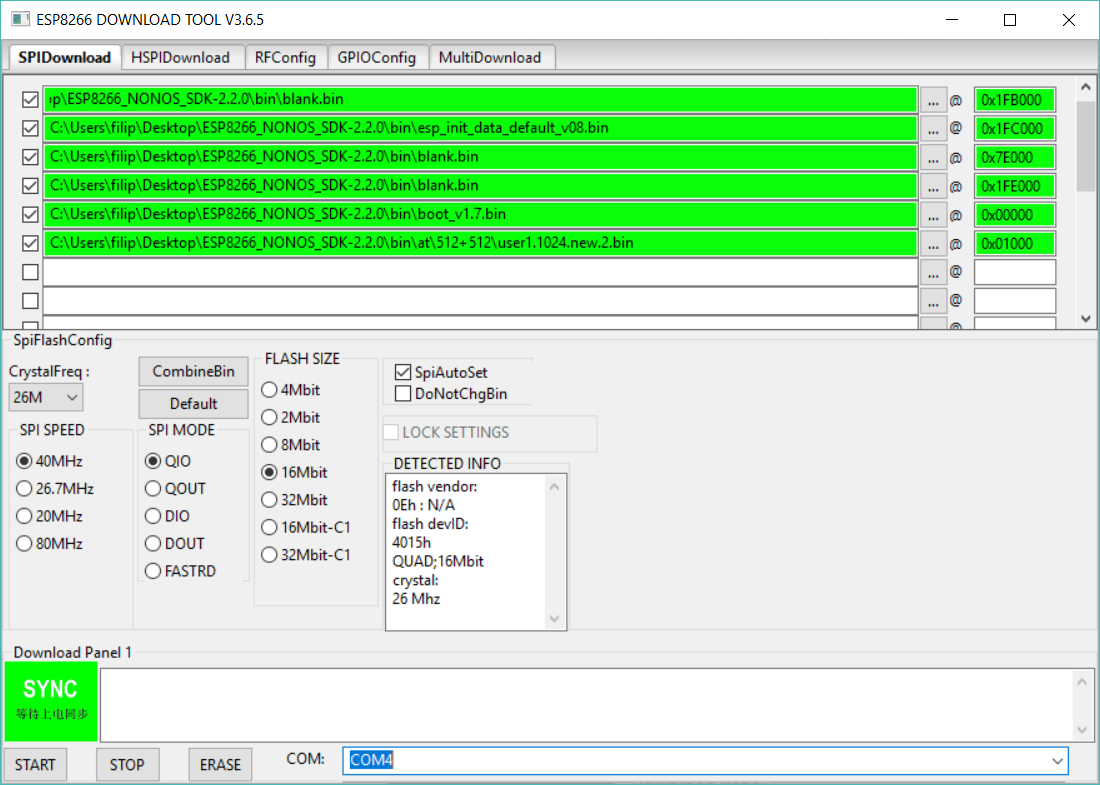 ESP8266 DOWNLOAD TOOL V3.6.5
SPIDownload HSPIDownload RFConfig GPIOConfig MultiDownload
p\ESP8266_NONOS_SDK-2.2.0\bin\blank.bin ... @ 0x1FB000
C:\Users\filip\Desktop\ESP8266_NONOS_SDK-2.2.0\bin\esp_init_data_default_v08.bin ... @ 0x1FC000
C:\Users\filip\Desktop\ESP8266_NONOS_SDK-2.2.0\bin\blank.bin ... @ 0x7E000
C:\Users\filip\Desktop\ESP8266_NONOS_SDK-2.2.0\bin\blank.bin ... @ 0x1FE000
C:\Users\filip\Desktop\ESP8266_NONOS_SDK-2.2.0\bin\boot_v1.7.bin ... @ 0x00000
C:\Users\filip\Desktop\ESP8266_NONOS_SDK-2.2.0\bin\at\512+512\user1.1024.new.2.bin ... @ 0x01000
... @
... @
@
SpiFlashConfig
CrystalFreq :
26M
CombineBin
Default
SPI SPEED
40MHz
26.7MHz
20MHz
80MHz
SPI MODE
QIO
QOUT
DIO
DOUT
FASTRD
FLASH SIZE
4Mbit
2Mbit
8Mbit
16Mbit
32Mbit
16Mbit-C1
32Mbit-C1
SpiAutoSet
DoNotChgBin
LOCK SETTINGS
DETECTED INFO
flash vendor:
0Eh : N/A
flash devID:
4015h
QUAD;16Mbit
crystal:
26 Mhz
Download Panel 1
SYNC
等待上电同步
START STOP ERASE COM: COM4